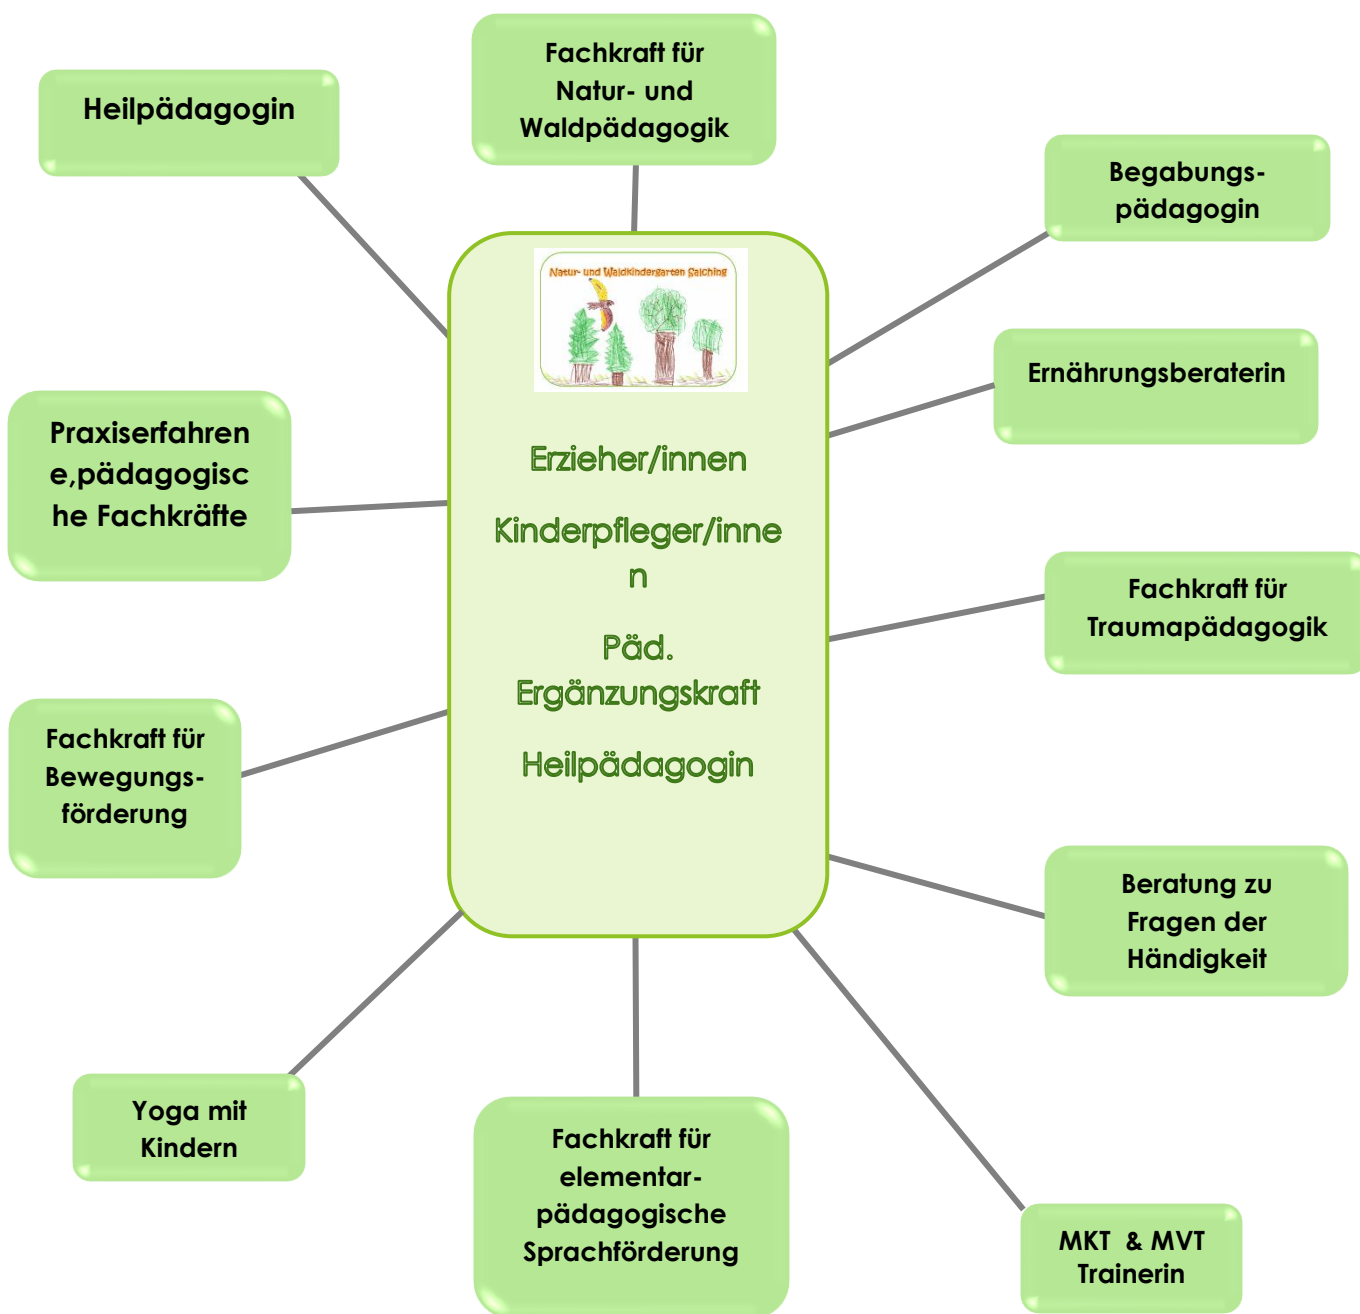 Fachkraft für
Natur- und
Waldpädagogik
Heilpädagogin
Begabungs-
pädagogin
Natur- und Waldkindergarten Salching
Ernährungsberaterin
Praxiserfahren
e,pädagogisc
he Fachkräfte
Erzieher/innen
Kinderpfleger/inne
n
Päd.
Ergänzungskraft
Heilpädagogin
Fachkraft für
Traumapädagogik
Fachkraft für
Bewegungs-
förderung
Beratung zu
Fragen der
Händigkeit
Yoga mit
Kindern
Fachkraft für
elementar-
pädagogische
Sprachförderung
MKT & MVT
Trainerin